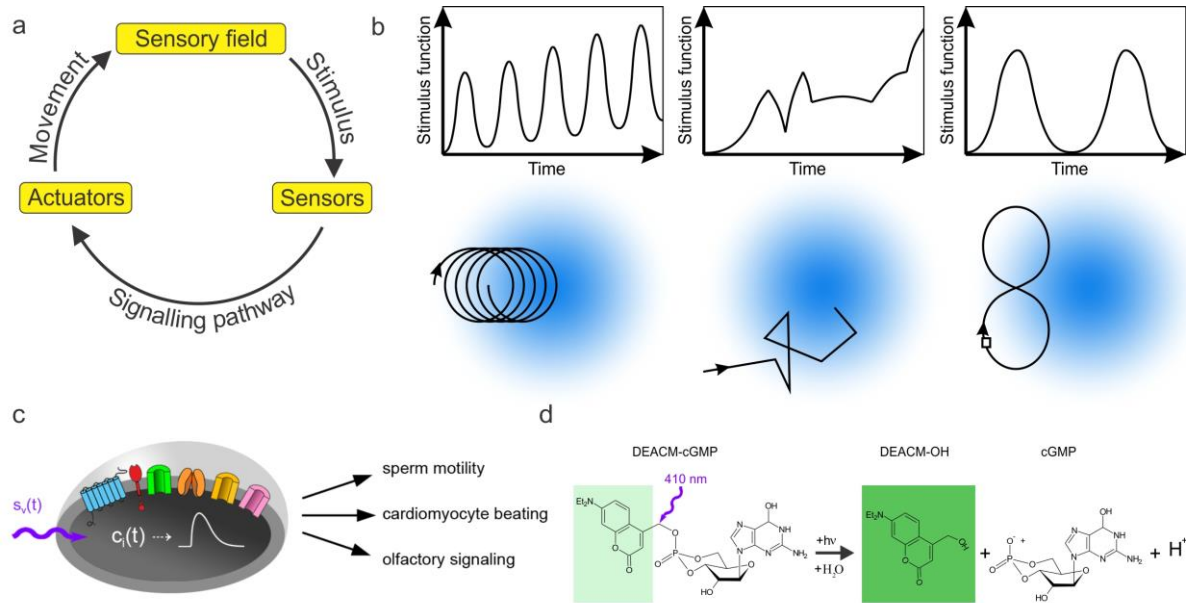 a
Sensory field
Movement
Stimulus
Actuators
Sensors
Signalling pathway
b
Stimulus function
Time
Stimulus function
Time
Stimulus function
Time
c
s_v(t)
c_i(t)
sperm motility
cardiomyocyte beating
olfactory signaling
d
DEACM-cGMP
DEACM-OH
cGMP
410 nm
Et₂N
O
O
O
P
O
O
O
HO
O
N
N
N
OH
NH
NH₂
+hν
+H₂O
Et₂N
O
O
OH
+
O⁻
+
O
P
O
O
HO
O
N
N
N
OH
NH
NH₂
+ H⁺